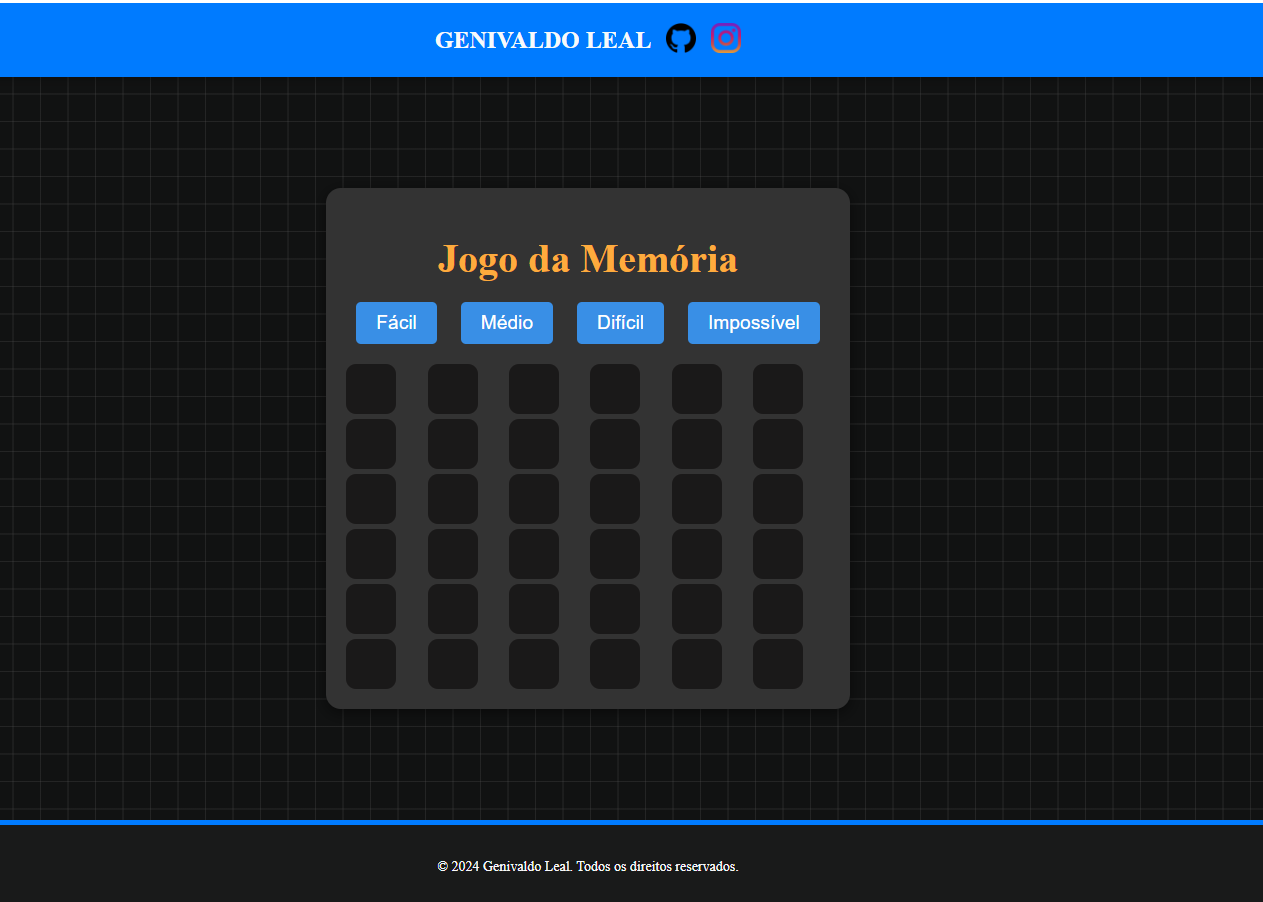 GENIVALDO LEAL
Jogo da Memória
Fácil Médio Difícil Impossível
© 2024 Genivaldo Leal. Todos os direitos reservados.